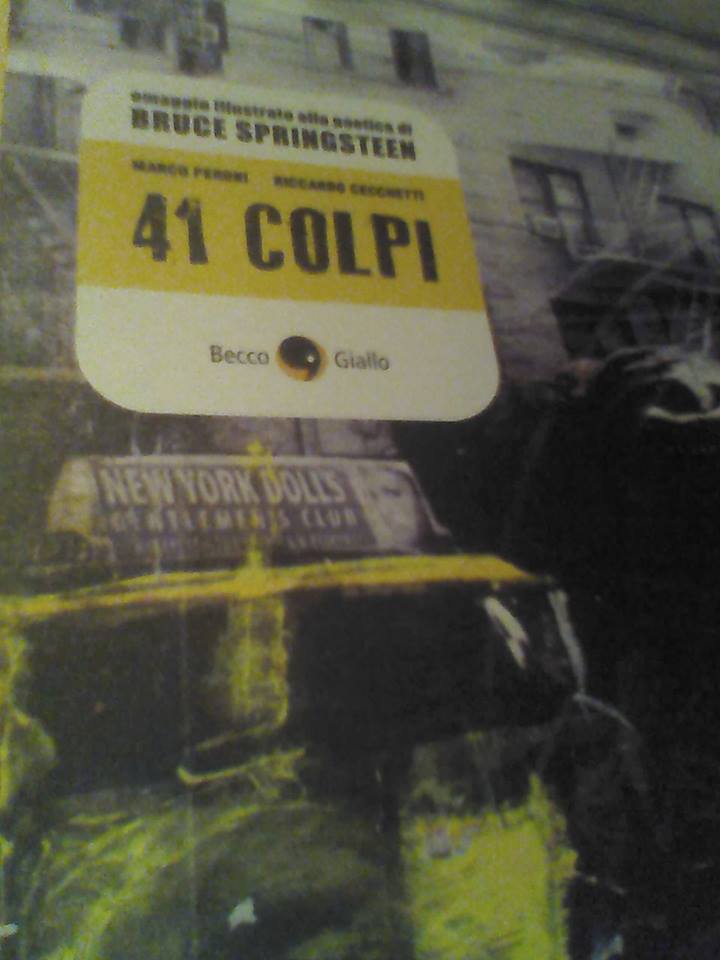 omaggio illustrato alla poetica di
BRUCE SPRINGSTEEN
MARCO PERONI RICCARDO CECCHETTI
41 COLPI
Becco Giallo
NEW YORK DOLLS
GENTLEMEN'S CLUB